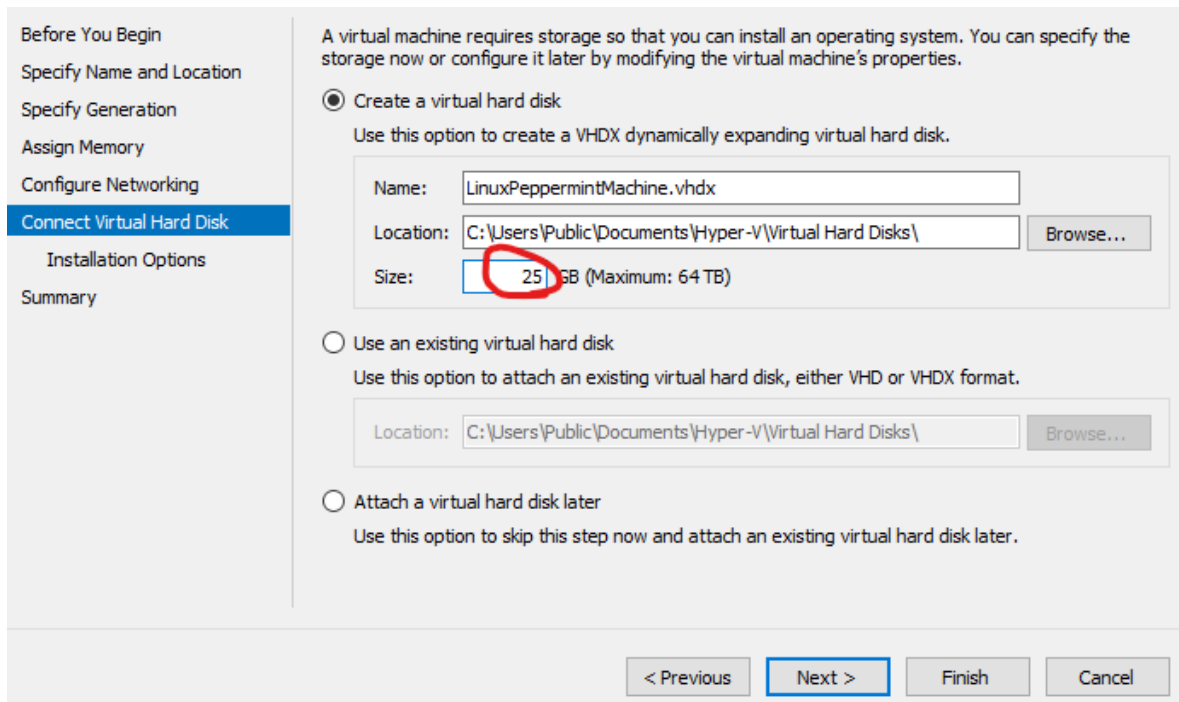 Before You Begin
Specify Name and Location
Specify Generation
Assign Memory
Configure Networking
Connect Virtual Hard Disk
Installation Options
Summary
A virtual machine requires storage so that you can install an operating system. You can specify the
storage now or configure it later by modifying the virtual machine's properties.
Create a virtual hard disk
Use this option to create a VHDX dynamically expanding virtual hard disk.
Name: LinuxPeppermintMachine.vhdx
Location: C:\Users\Public\Documents\Hyper-V\Virtual Hard Disks\ Browse...
Size: 25 GB (Maximum: 64 TB)
Use an existing virtual hard disk
Use this option to attach an existing virtual hard disk, either VHD or VHDX format.
Location: C:\Users\Public\Documents\Hyper-V\Virtual Hard Disks\ Browse...
Attach a virtual hard disk later
Use this option to skip this step now and attach an existing virtual hard disk later.
< Previous Next > Finish Cancel